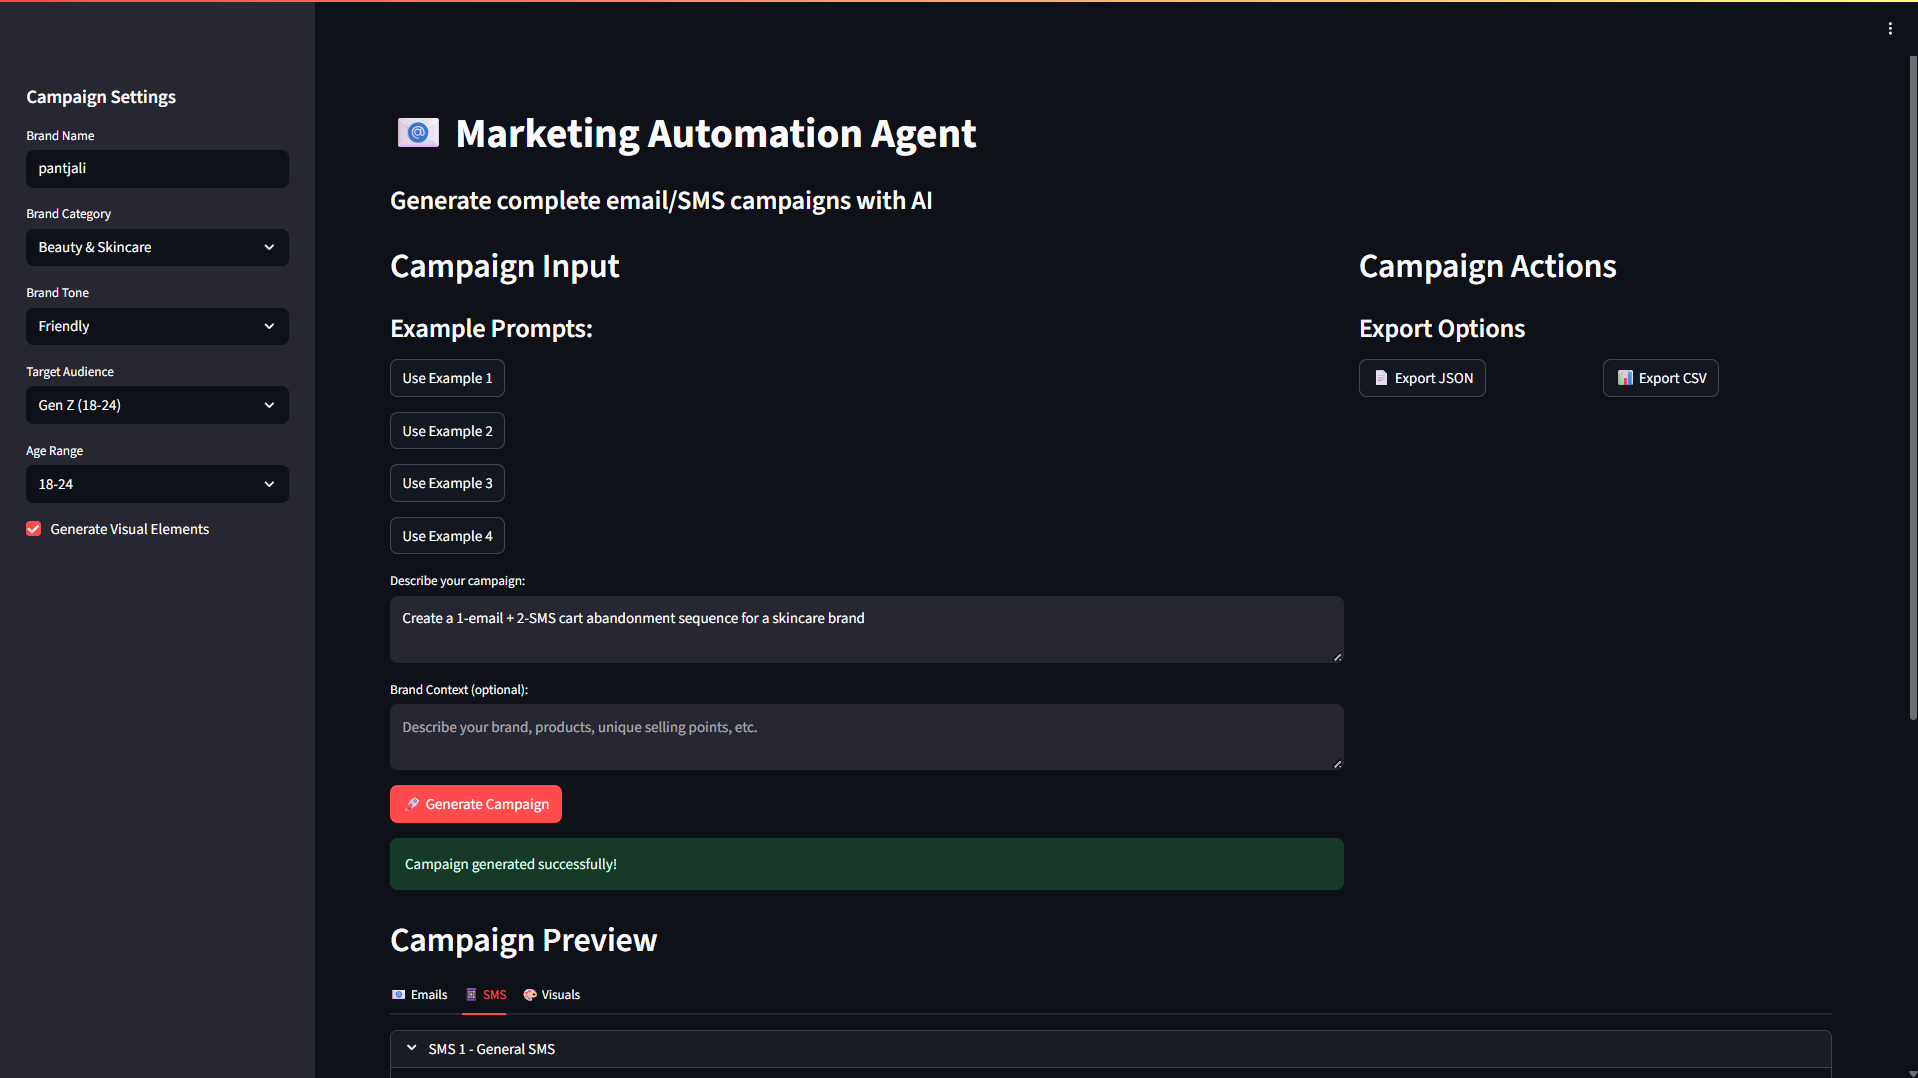 Campaign Settings
Brand Name
pantjali
Brand Category
Beauty & Skincare
Brand Tone
Friendly
Target Audience
Gen Z (18-24)
Age Range
18-24
Generate Visual Elements
Marketing Automation Agent
Generate complete email/SMS campaigns with AI
Campaign Input
Example Prompts:
Use Example 1
Use Example 2
Use Example 3
Use Example 4
Describe your campaign:
Create a 1-email + 2-SMS cart abandonment sequence for a skincare brand
Brand Context (optional):
Describe your brand, products, unique selling points, etc.
Generate Campaign
Campaign generated successfully!
Campaign Actions
Export Options
Export JSON Export CSV
Campaign Preview
Emails SMS Visuals
SMS 1 - General SMS